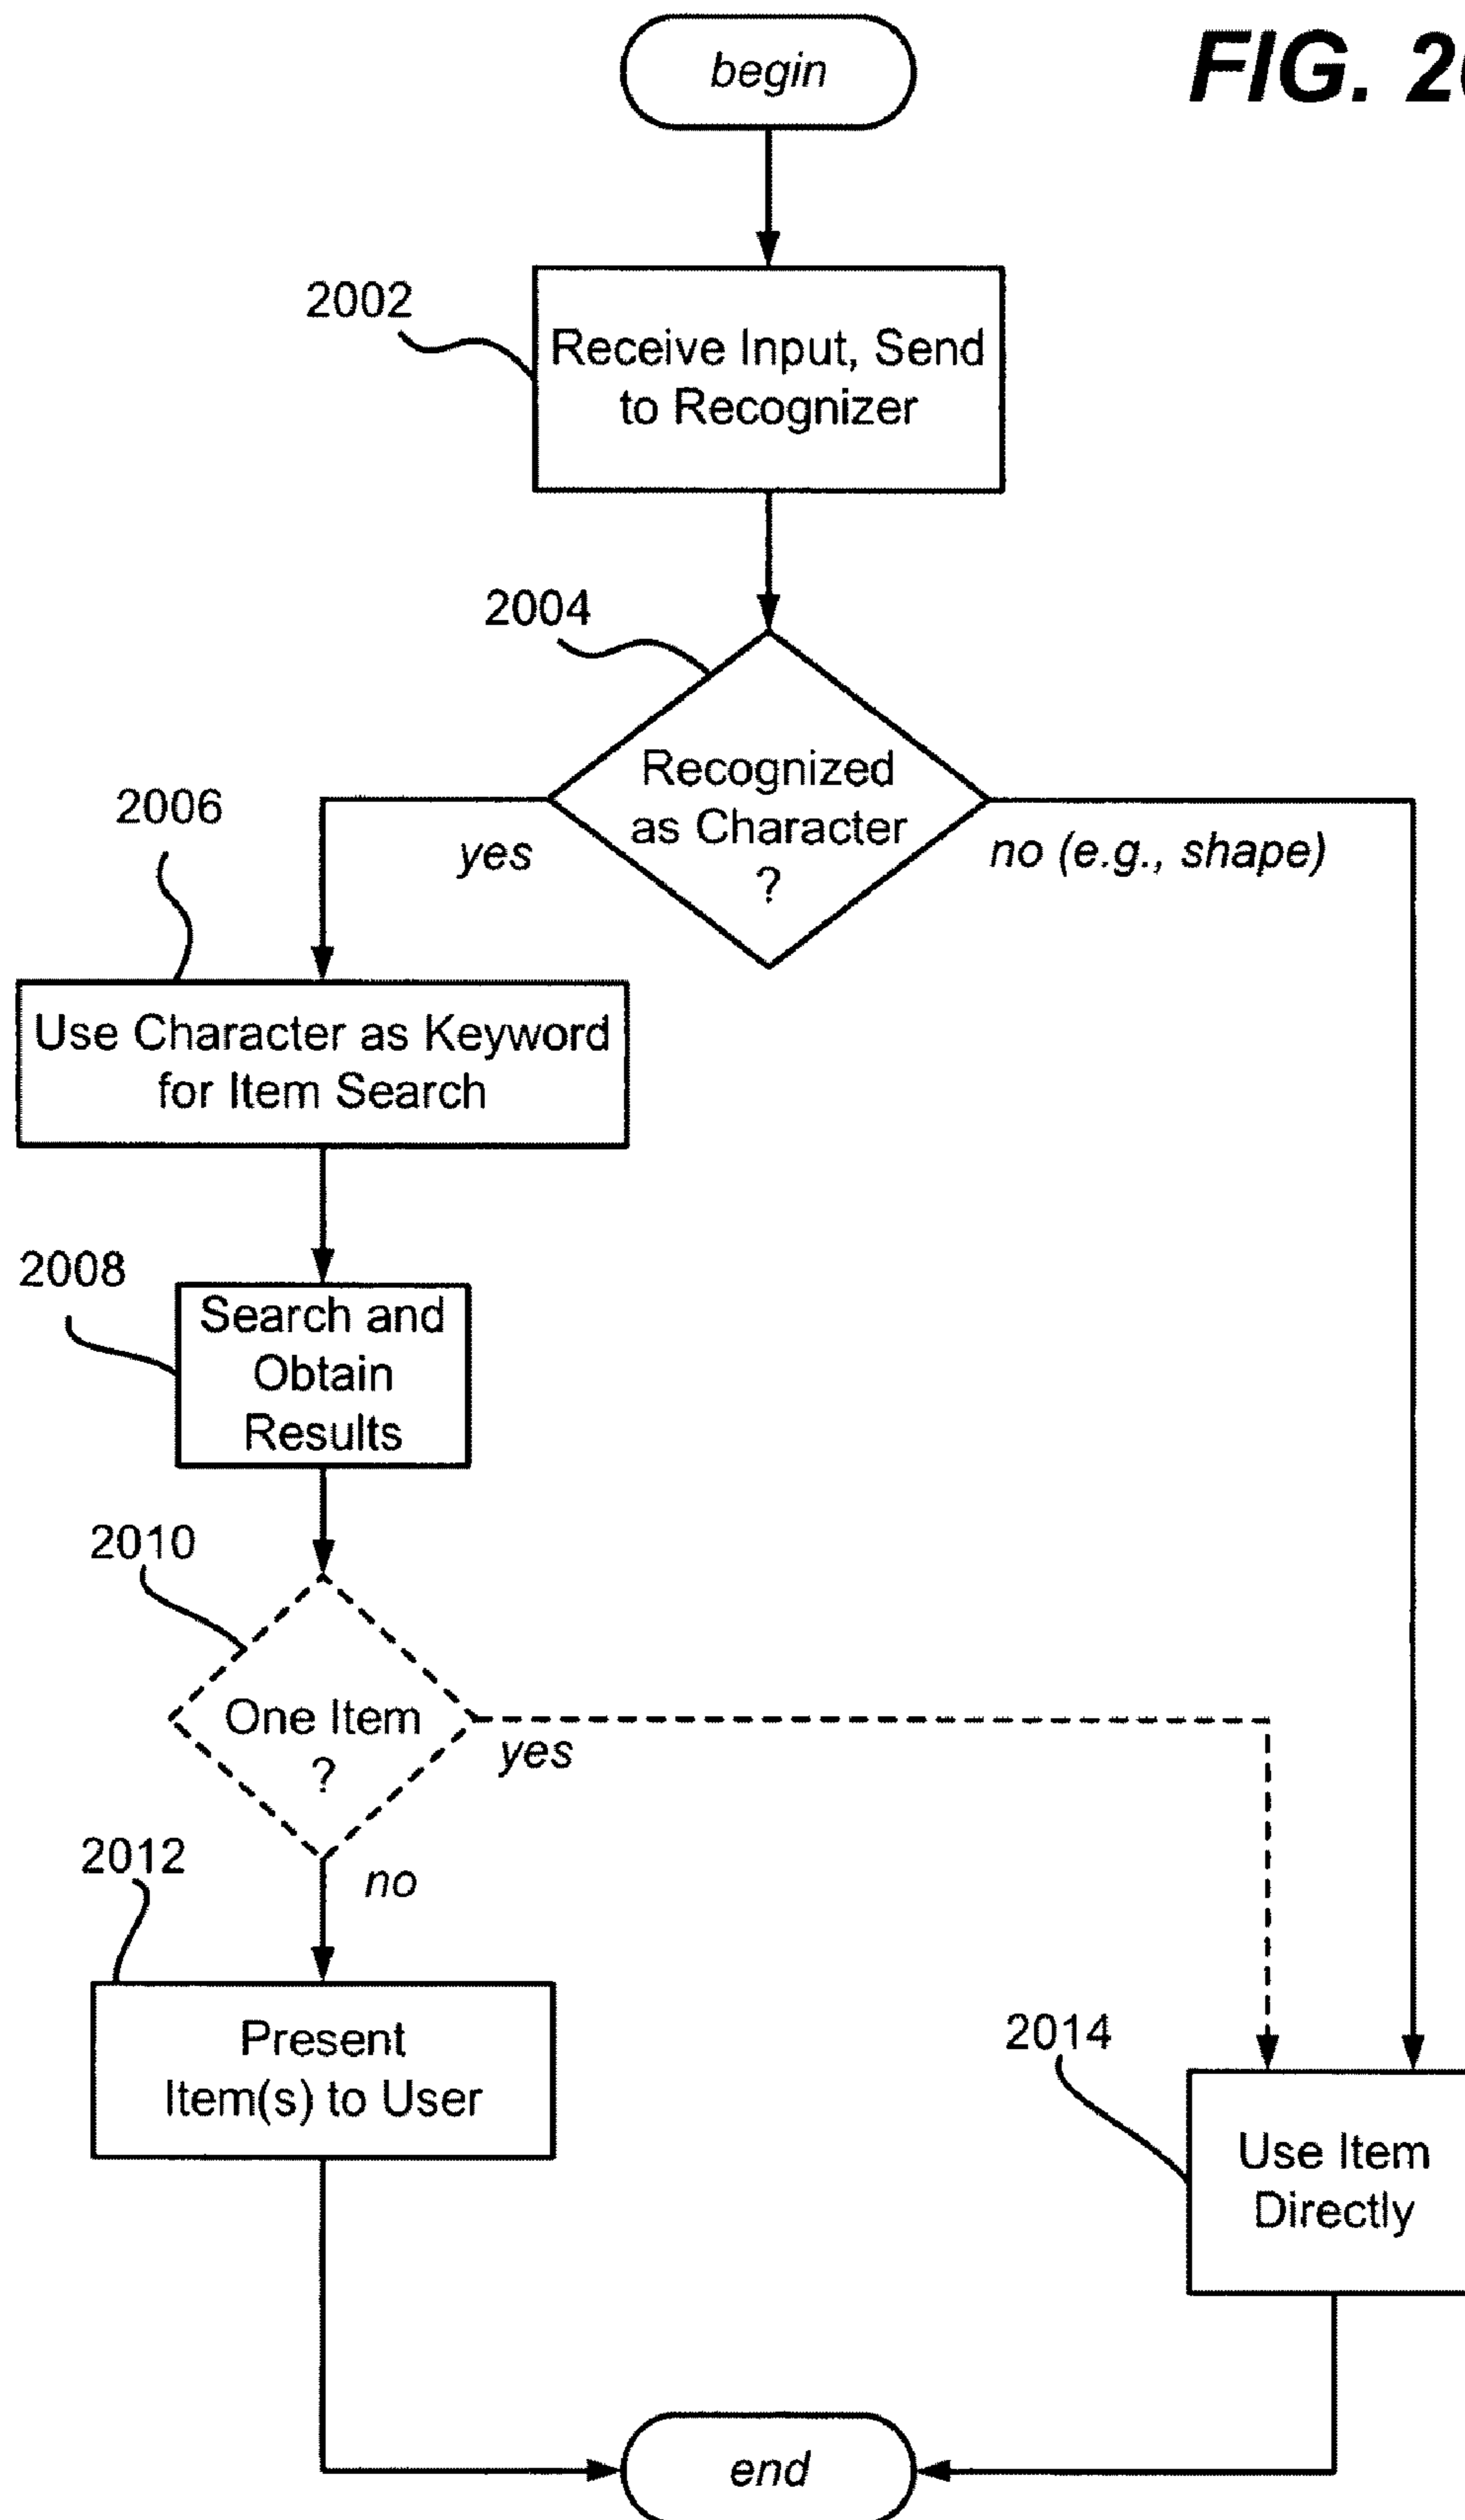 begin
FIG. 20
2002
Receive Input, Send
to Recognizer
2004
Recognized
as Character
?
yes
no (e.g., shape)
2006
Use Character as Keyword
for Item Search
2008
Search and
Obtain
Results
2010
One Item
?
yes
no
2012
Present
Item(s) to User
2014
Use Item
Directly
end